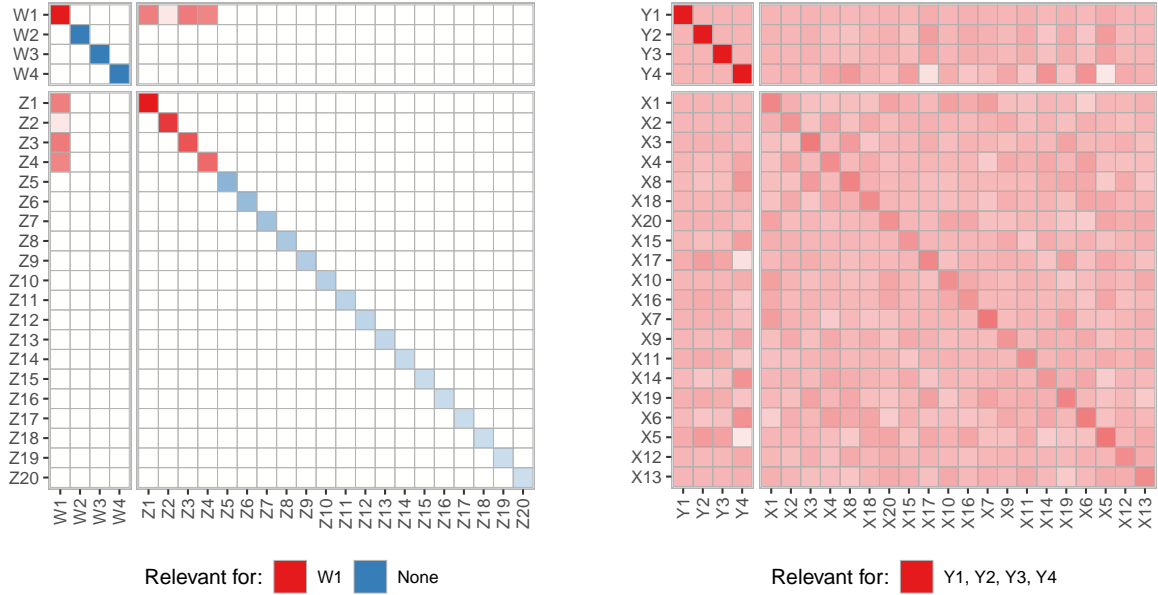 W1
W2
W3
W4
Z1
Z2
Z3
Z4
Z5
Z6
Z7
Z8
Z9
Z10
Z11
Z12
Z13
Z14
Z15
Z16
Z17
Z18
Z19
Z20
W1 W2 W3 W4 Z1 Z2 Z3 Z4 Z5 Z6 Z7 Z8 Z9 Z10 Z11 Z12 Z13 Z14 Z15 Z16 Z17 Z18 Z19 Z20
Relevant for: W1 None
Y1
Y2
Y3
Y4
X1
X2
X3
X4
X8
X18
X20
X15
X17
X10
X16
X7
X9
X11
X14
X19
X6
X5
X12
X13
Y1 Y2 Y3 Y4 X1 X2 X3 X4 X8 X18 X20 X15 X17 X10 X16 X7 X9 X11 X14 X19 X6 X5 X12 X13
Relevant for: Y1, Y2, Y3, Y4